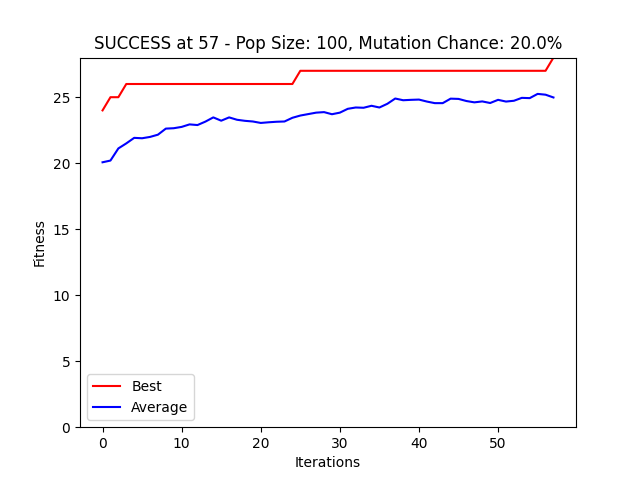 SUCCESS at 57 - Pop Size: 100, Mutation Chance: 20.0%
Fitness
25
20
15
10
5
0
Best
Average
0 10 20 30 40 50
Iterations